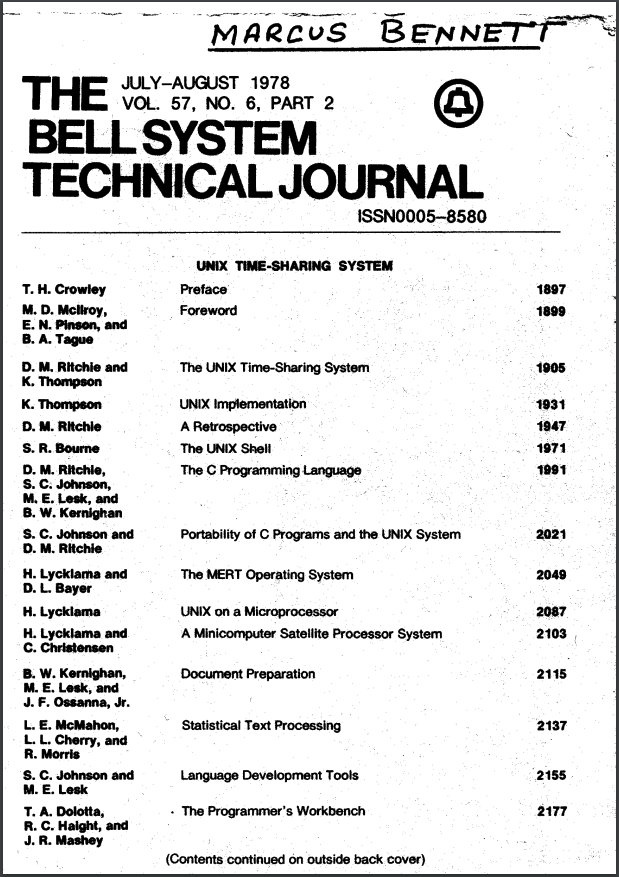 MARCUS BENNETT
THE JULY–AUGUST 1978
VOL. 57, NO. 6, PART 2
BELL SYSTEM
TECHNICAL JOURNAL
ISSN0005–8580
UNIX TIME-SHARING SYSTEM
T. H. Crowley Preface 1897
M. D. McIlroy, Foreword 1899
E. N. Pinson, and
B. A. Tague
D. M. Ritchie and The UNIX Time-Sharing System 1905
K. Thompson
K. Thompson UNIX Implementation 1931
D. M. Ritchie A Retrospective 1947
S. R. Bourne The UNIX Shell 1971
D. M. Ritchie, The C Programming Language 1991
S. C. Johnson,
M. E. Lesk, and
B. W. Kernighan
S. C. Johnson and Portability of C Programs and the UNIX System 2021
D. M. Ritchie
H. Lycklama and The MERT Operating System 2049
D. L. Bayer
H. Lycklama UNIX on a Microprocessor 2087
H. Lycklama and A Minicomputer Satellite Processor System 2103
C. Christensen
B. W. Kernighan, Document Preparation 2115
M. E. Lesk, and
J. F. Ossanna, Jr.
L. E. McMahon, Statistical Text Processing 2137
L. L. Cherry, and
R. Morris
S. C. Johnson and Language Development Tools 2155
M. E. Lesk
T. A. Dolotta, The Programmer's Workbench 2177
R. C. Haight, and
J. R. Mashey
(Contents continued on outside back cover)